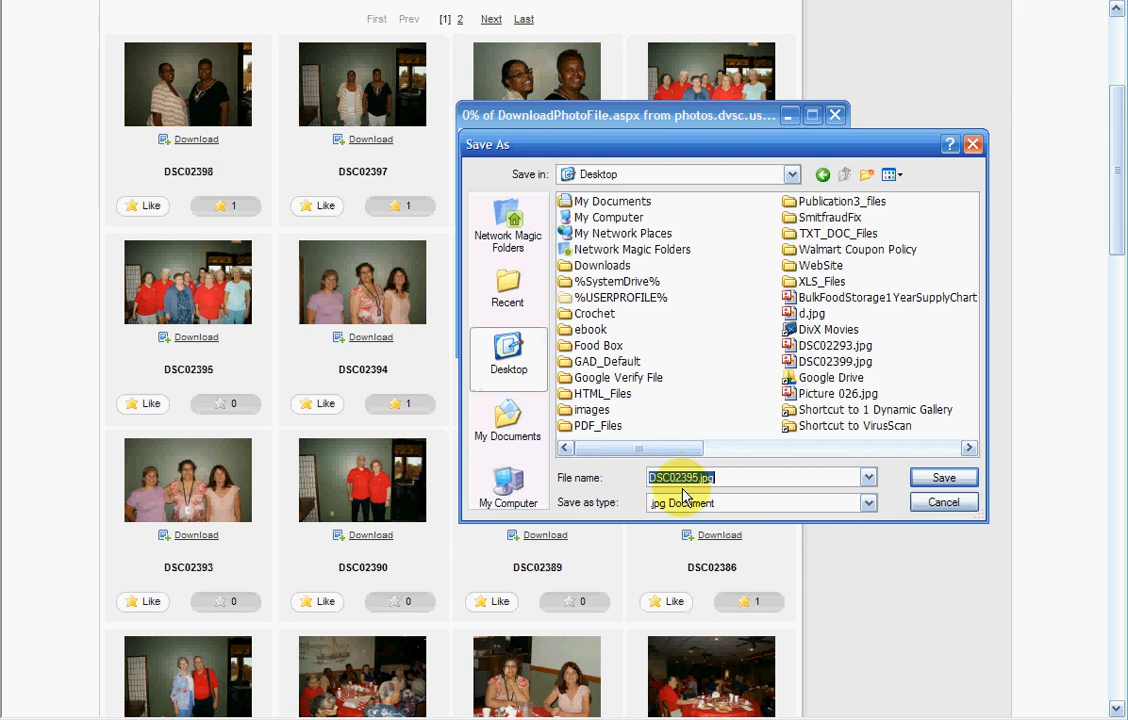 First Prev [1] 2 Next Last
Download
Download
DSC02398
DSC02397
Like
1
Like
1
0% of DownloadPhotoFile.aspx from photos.dvsc.us...
Save As
Save in:
Desktop
Network Magic Folders
Recent
Desktop
My Documents
My Computer
My Documents
My Computer
My Network Places
Network Magic Folders
Downloads
%SystemDrive%
%USERPROFILE%
Crochet
ebook
Food Box
GAD_Default
Google Verify File
HTML_Files
images
PDF_Files
Publication3_files
SmitfraudFix
TXT_DOC_Files
Walmart Coupon Policy
WebSite
XLS_Files
BulkFoodStorage1YearSupplyChart
d.jpg
DivX Movies
DSC02293.jpg
DSC02399.jpg
Google Drive
Picture 026.jpg
Shortcut to 1 Dynamic Gallery
Shortcut to VirusScan
File name:
DSC02395.jpg
Save
Save as type:
.jpg Document
Cancel
Download
Download
DSC02395
DSC02394
Like
0
Like
1
Download
Download
Download
Download
DSC02393
DSC02390
DSC02389
DSC02386
Like
0
Like
0
Like
0
Like
1